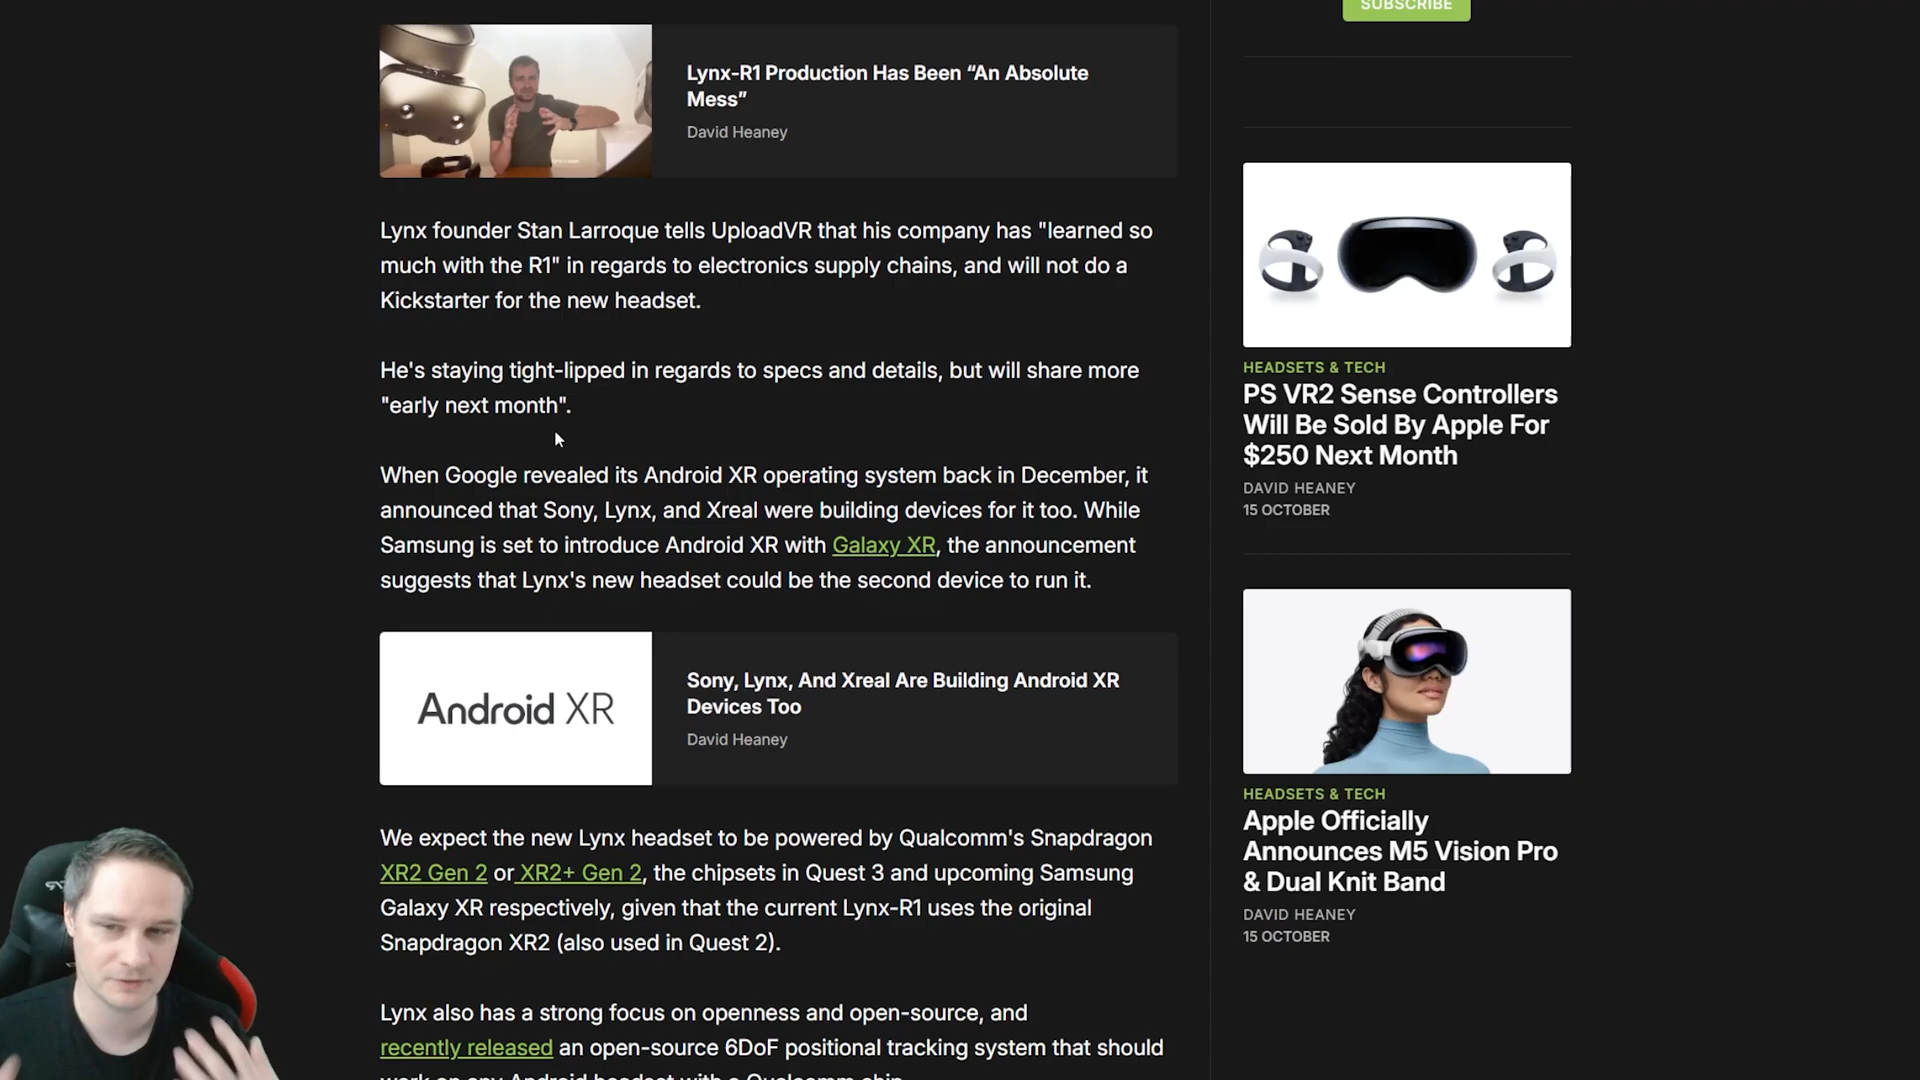 SUBSCRIBE
Lynx-R1 Production Has Been “An Absolute
Mess”
David Heaney
Lynx founder Stan Larroque tells UploadVR that his company has "learned so
much with the R1" in regards to electronics supply chains, and will not do a
Kickstarter for the new headset.
He's staying tight-lipped in regards to specs and details, but will share more
"early next month".
When Google revealed its Android XR operating system back in December, it
announced that Sony, Lynx, and Xreal were building devices for it too. While
Samsung is set to introduce Android XR with Galaxy XR, the announcement
suggests that Lynx's new headset could be the second device to run it.
Android XR
Sony, Lynx, And Xreal Are Building Android XR
Devices Too
David Heaney
We expect the new Lynx headset to be powered by Qualcomm's Snapdragon
XR2 Gen 2 or XR2+ Gen 2, the chipsets in Quest 3 and upcoming Samsung
Galaxy XR respectively, given that the current Lynx-R1 uses the original
Snapdragon XR2 (also used in Quest 2).
Lynx also has a strong focus on openness and open-source, and
recently released an open-source 6DoF positional tracking system that should
work on any Android headset with a Qualcomm chip.
HEADSETS & TECH
PS VR2 Sense Controllers
Will Be Sold By Apple For
$250 Next Month
DAVID HEANEY
15 OCTOBER
HEADSETS & TECH
Apple Officially
Announces M5 Vision Pro
& Dual Knit Band
DAVID HEANEY
15 OCTOBER